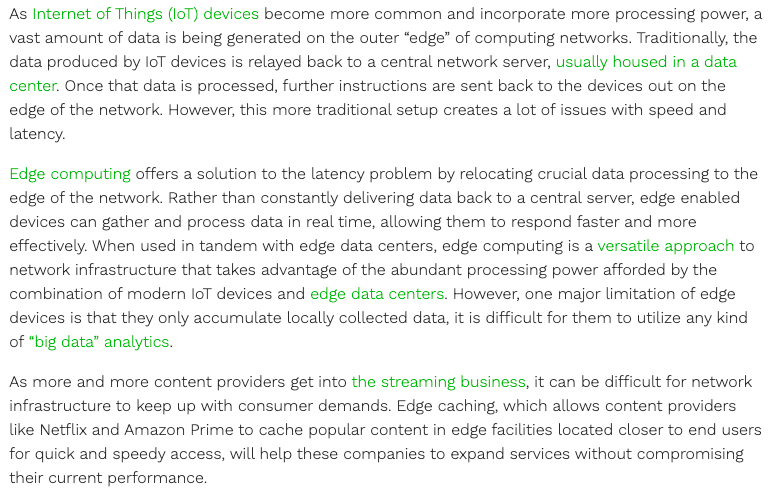 As Internet of Things (IoT) devices become more common and incorporate more processing power, a
vast amount of data is being generated on the outer “edge” of computing networks. Traditionally, the
data produced by IoT devices is relayed back to a central network server, usually housed in a data
center. Once that data is processed, further instructions are sent back to the devices out on the
edge of the network. However, this more traditional setup creates a lot of issues with speed and
latency.
Edge computing offers a solution to the latency problem by relocating crucial data processing to the
edge of the network. Rather than constantly delivering data back to a central server, edge enabled
devices can gather and process data in real time, allowing them to respond faster and more
effectively. When used in tandem with edge data centers, edge computing is a versatile approach to
network infrastructure that takes advantage of the abundant processing power afforded by the
combination of modern IoT devices and edge data centers. However, one major limitation of edge
devices is that they only accumulate locally collected data, it is difficult for them to utilize any kind
of “big data” analytics.
As more and more content providers get into the streaming business, it can be difficult for network
infrastructure to keep up with consumer demands. Edge caching, which allows content providers
like Netflix and Amazon Prime to cache popular content in edge facilities located closer to end users
for quick and speedy access, will help these companies to expand services without compromising
their current performance.